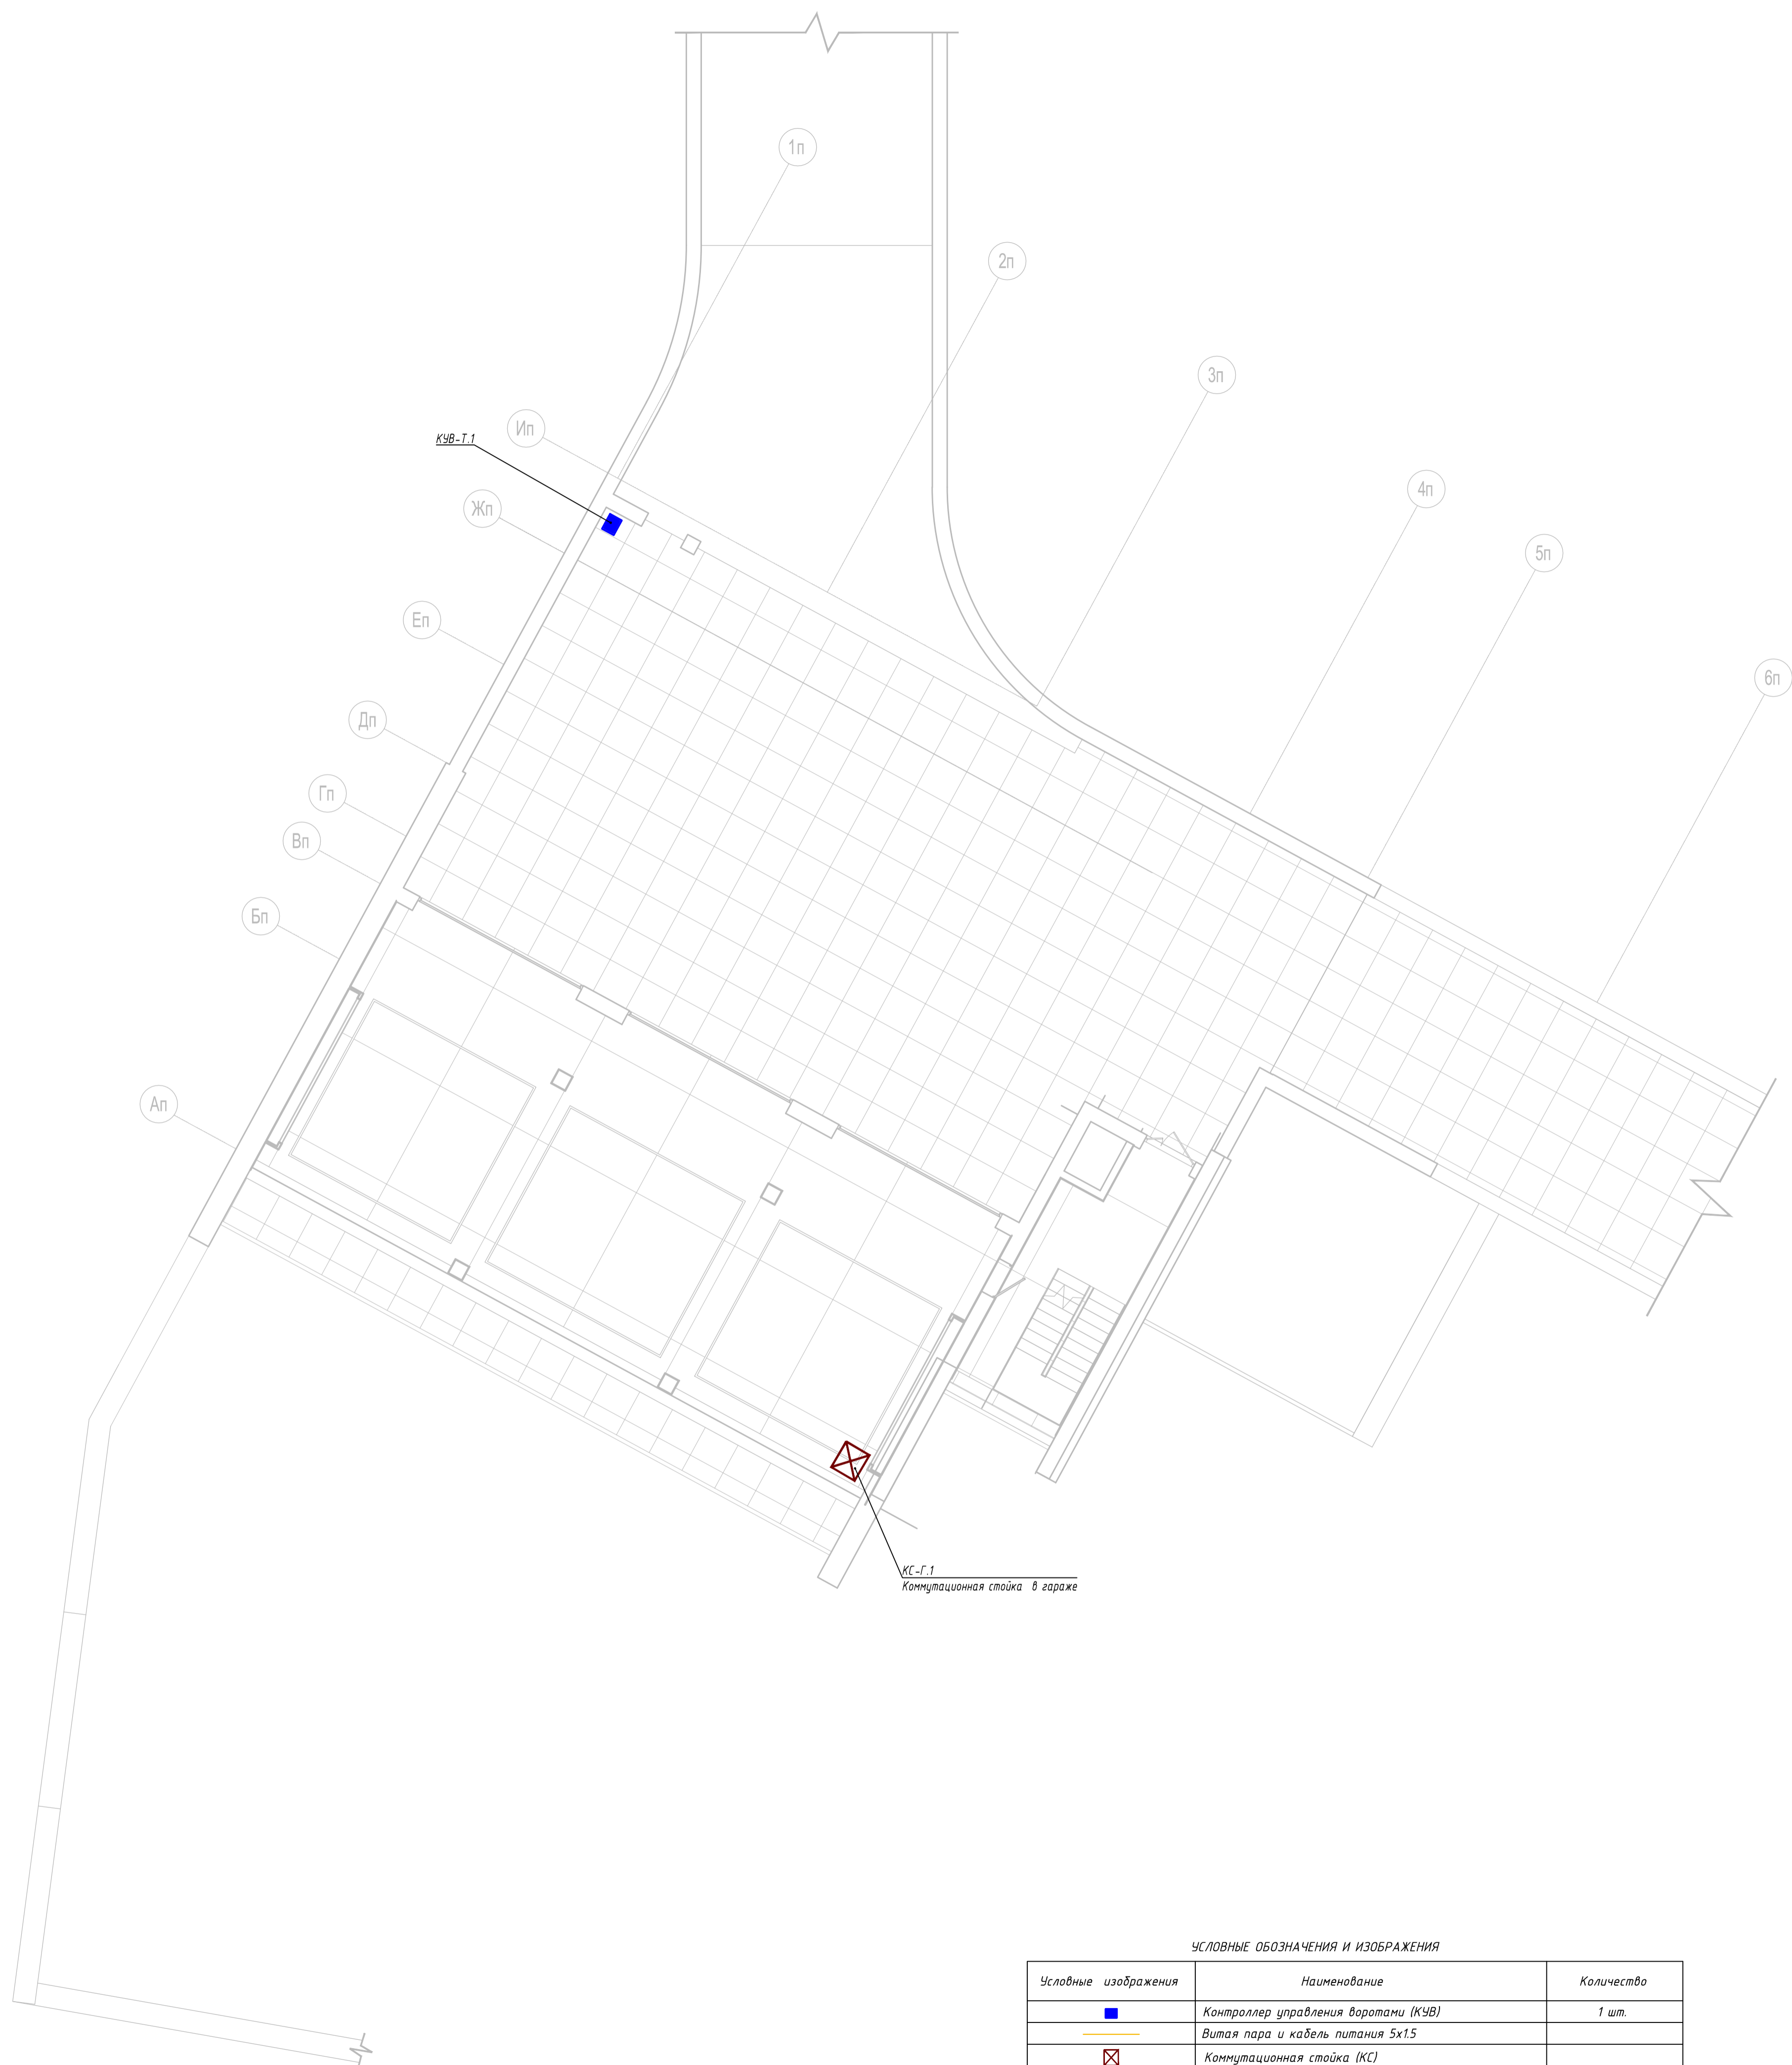 1п
2п
3п
Ип
КУВ-Т.1
4п
Жп
5п
Еп
6п
Дп
Гп
Вп
Бп
Ап
КС-Г.1
Коммутационная стойка в гараже
УСЛОВНЫЕ ОБОЗНАЧЕНИЯ И ИЗОБРАЖЕНИЯ
Условные изображения Наименование Количество
Контроллер управления воротами (КУВ) 1 шт.
Витая пара и кабель питания 5х1.5
Коммутационная стойка (КС)